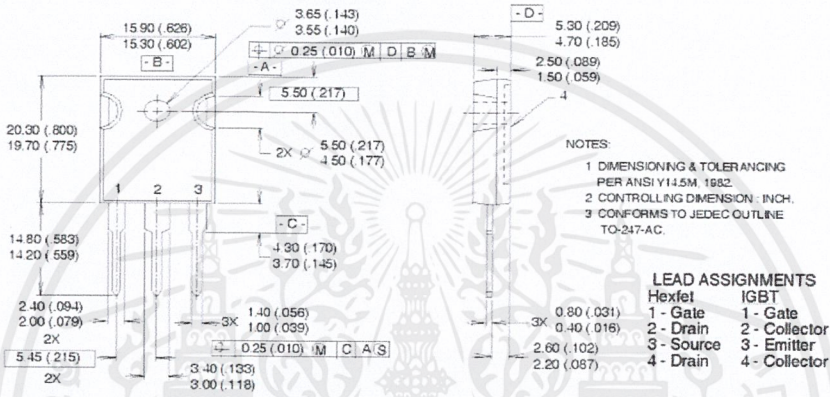 15.90 (.626)
15.30 (.602)
- B -
3.65 (.143)
3.55 (.140)
0.25 (.010) M D B M
- A -
5.50 (.217)
20.30 (.800)
19.70 (.775)
2X 5.50 (.217)
4.50 (.177)
1 2 3
- C -
14.80 (.583)
14.20 (.559)
4.30 (.170)
3.70 (.145)
2.40 (.094)
2.00 (.079)
2X
5.45 (.215)
2X
1.40 (.056)
3X 1.00 (.039)
0.25 (.010) M C A S
3.40 (.133)
3.00 (.118)
- D -
5.30 (.209)
4.70 (.185)
2.50 (.089)
1.50 (.059)
4
NOTES:
1 DIMENSIONING & TOLERANCING
PER ANSI Y14.5M, 1982.
2 CONTROLLING DIMENSION : INCH.
3 CONFORMS TO JEDEC OUTLINE
TO-247-AC.
3X 0.80 (.031)
0.40 (.016)
2.60 (.102)
2.20 (.087)
LEAD ASSIGNMENTS
Hexfet IGBT
1 - Gate 1 - Gate
2 - Drain 2 - Collector
3 - Source 3 - Emitter
4 - Drain 4 - Collector